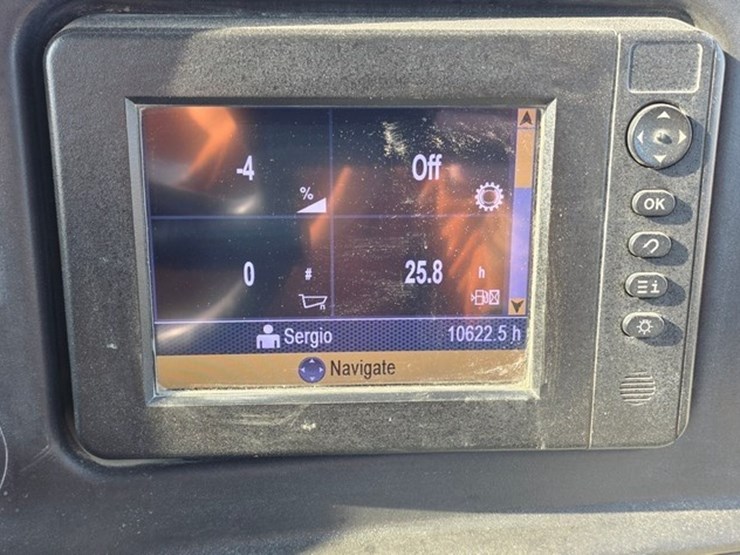 -4
%
Off
0 #
25.8 h
n
Sergio 10622.5 h
Navigate
OK
i